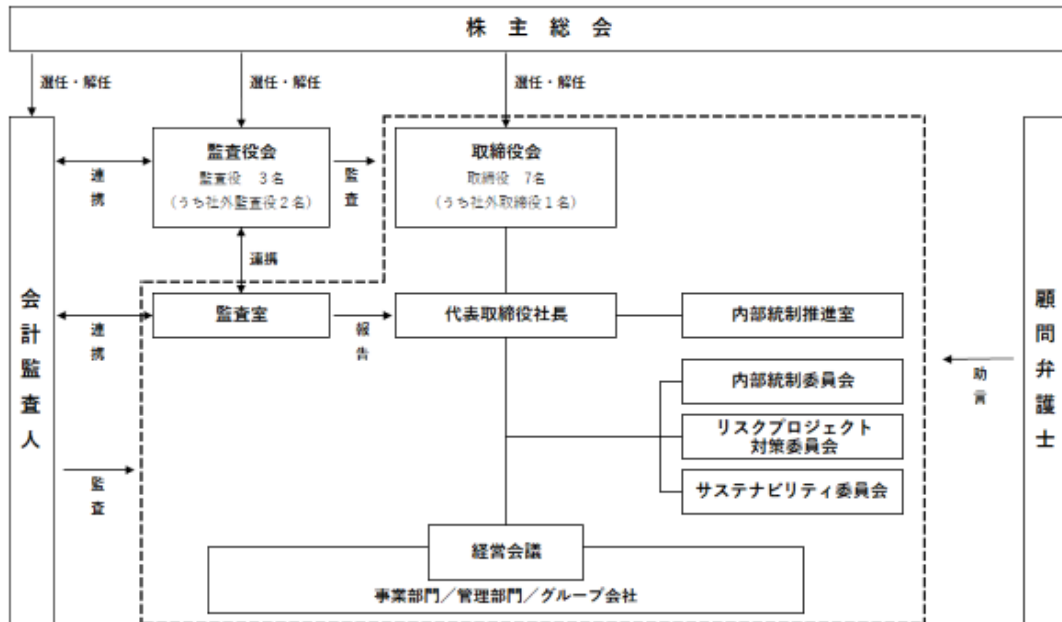 株主総会
選任・解任
選任・解任
選任・解任
監査役会
監査役 3名
(うち社外監査役2名)
取締役会
取締役 7名
(うち社外取締役1名)
連携
監査
連携
会計監査人
監査室
代表取締役社長
内部統制推進室
顧問弁護士
連携
報告
内部統制委員会
助言
リスクプロジェクト
対策委員会
監査
サステナビリティ委員会
経営会議
事業部門/管理部門/グループ会社